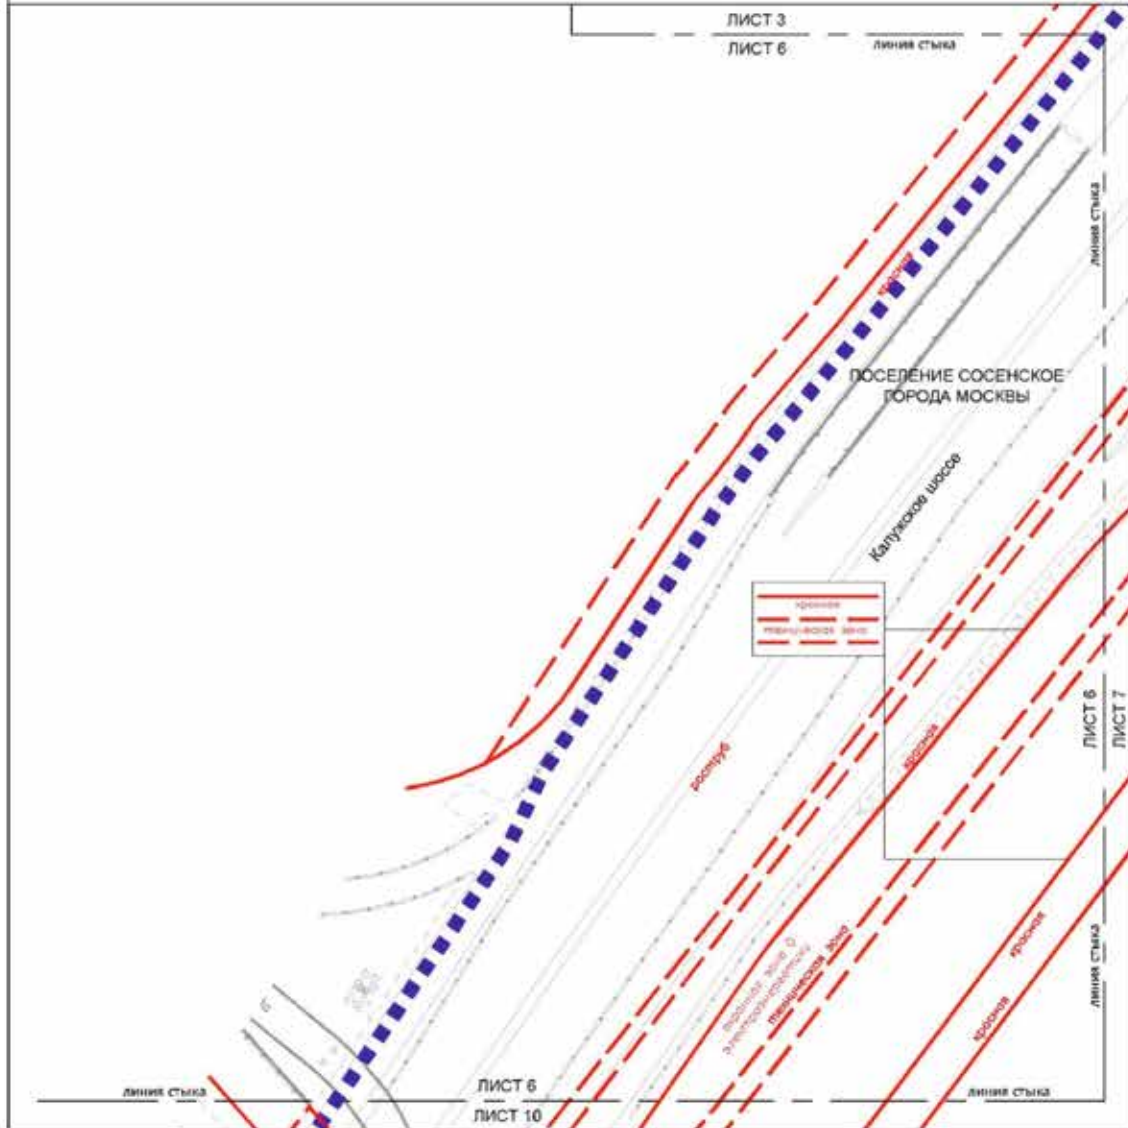 ЛИСТ 3
ЛИСТ 6
линия стыка
линия стыка
красная
ПОСЕЛЕНИЕ СОСЕНСКОЕ
ГОРОДА МОСКВЫ
Калужское шоссе
красная
техническая зона
ЛИСТ 6
ЛИСТ 7
красная
техническая зона
красная
красная
линия стыка
линия стыка
ЛИСТ 6
ЛИСТ 10
линия стыка